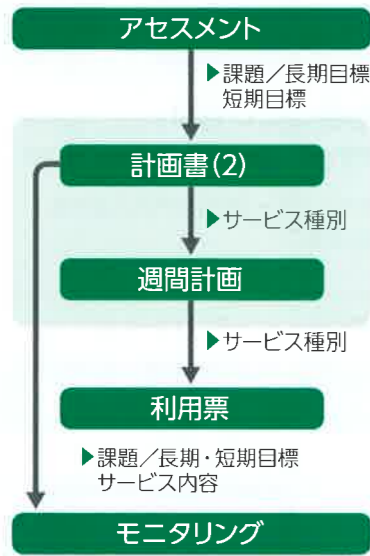 アセスメント
▶課題／長期目標
短期目標
計画書(2)
▶サービス種別
週間計画
▶サービス種別
利用票
▶課題／長期・短期目標
サービス内容
モニタリング